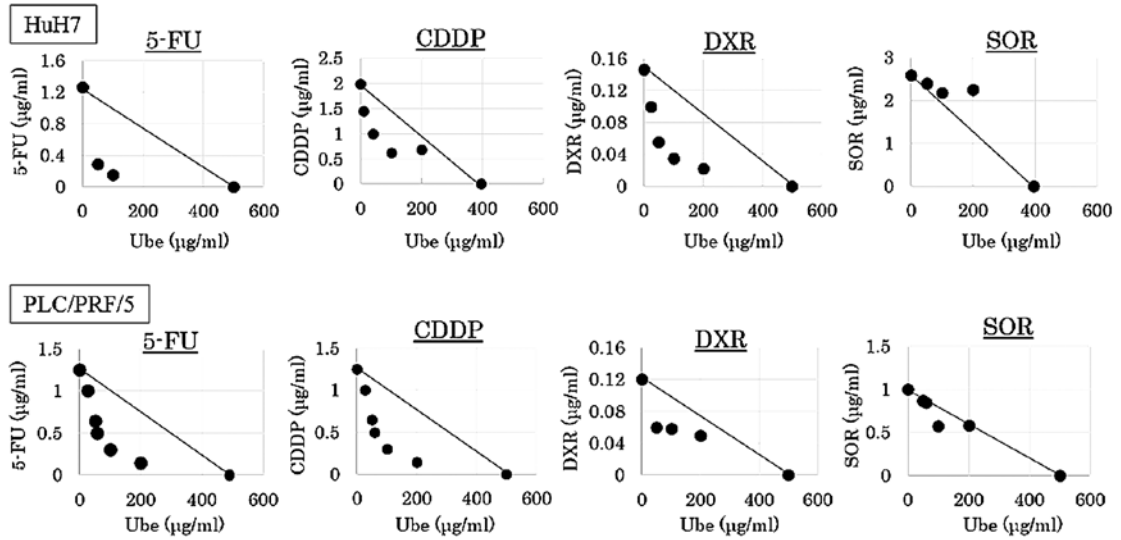 HuH7
5-FU
5-FU (µg/ml)
1.6
1.2
0.8
0.4
0
0 200 400 600
Ube (µg/ml)
CDDP
CDDP (µg/ml)
2.5
2
1.5
1
0.5
0
0 200 400 600
Ube (µg/ml)
DXR
DXR (µg/ml)
0.16
0.12
0.08
0.04
0
0 200 400 600
Ube (µg/ml)
SOR
SOR (µg/ml)
3
2
1
0
0 200 400 600
Ube (µg/ml)
PLC/PRF/5
5-FU
5-FU (µg/ml)
1.5
1
0.5
0
0 200 400 600
Ube (µg/ml)
CDDP
CDDP (µg/ml)
1.5
1
0.5
0
0 200 400 600
Ube (µg/ml)
DXR
DXR (µg/ml)
0.16
0.12
0.08
0.04
0
0 200 400 600
Ube (µg/ml)
SOR
SOR (µg/ml)
1.5
1
0.5
0
0 200 400 600
Ube (µg/ml)